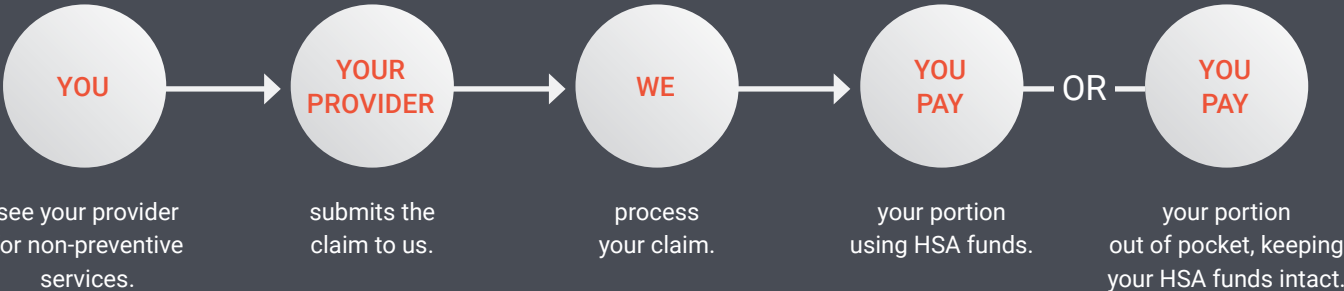 YOU
see your provider
or non-preventive
services.
YOUR
PROVIDER
submits the
claim to us.
WE
process
your claim.
YOU
PAY
your portion
using HSA funds.
OR
YOU
PAY
your portion
out of pocket, keeping
your HSA funds intact.